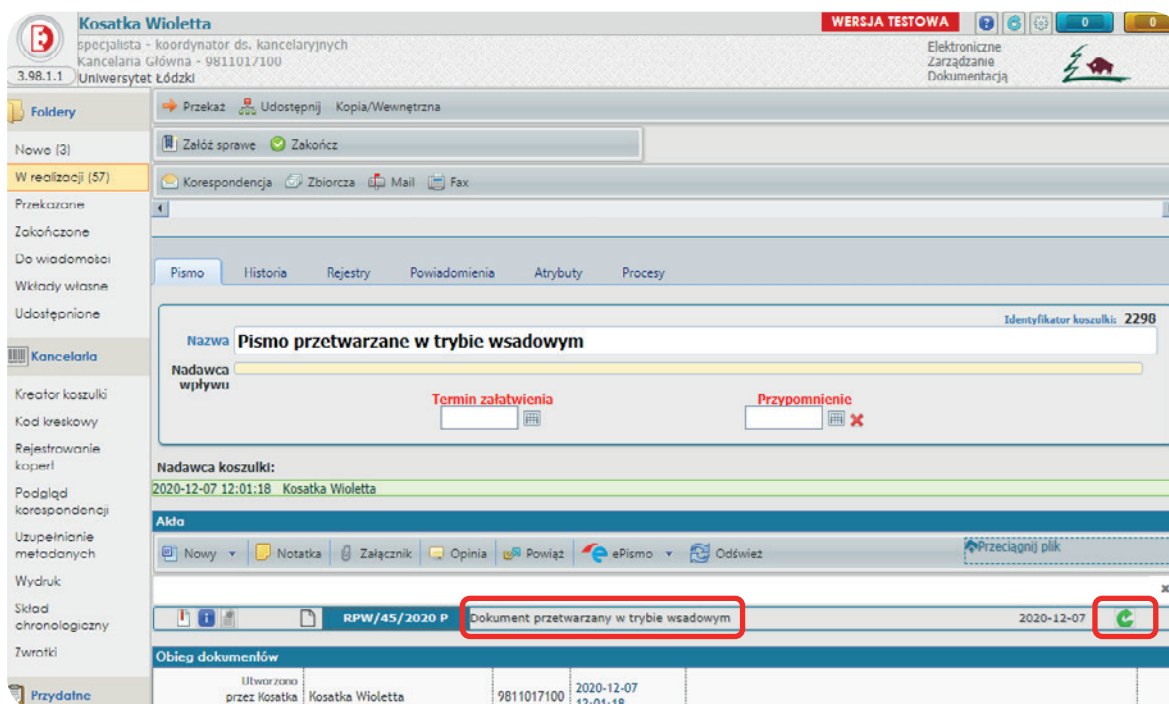 Kosatka Wioletta
specjalista - koordynator ds. kancelaryjnych
Kancelaria Główna - 9811017100
Uniwersytet Łódzki
3.98.1.1
WERSJA TESTOWA
0
0
Elektroniczne
Zarządzanie
Dokumentacją
Foldery
Nowe (3)
W realizacji (57)
Przekazane
Zakończone
Do wiadomości
Wkłady własne
Udostępnione
Kancelaria
Kreator koszulki
Kod kreskowy
Rejestrowanie
kopert
Podgląd
korespondencji
Uzupełnianie
metadanych
Wydruk
Skład
chronologiczny
Zwrotki
Przydatne
Przekaż Udostępnij Kopia/Wewnętrzna
Załóż sprawę Zakończ
Korespondencja Zbiorcza Mail Fax
Pismo Historia Rejestry Powiadomienia Atrybuty Procesy
Identyfikator koszulki: 2298
Nazwa Pismo przetwarzane w trybie wsadowym
Nadawca
wpływu
Termin załatwienia Przypomnienie
Nadawca koszulki:
2020-12-07 12:01:18 Kosatka Wioletta
Akta
Nowy Notatka Załącznik Opinia Powiąż ePismo Odśwież Przeciągnij plik
RPW/45/2020 P Dokument przetwarzany w trybie wsadowym 2020-12-07
Obieg dokumentów
Utworzono
przez Kosatka Kosatka Wioletta 9811017100 2020-12-07
12:01:18